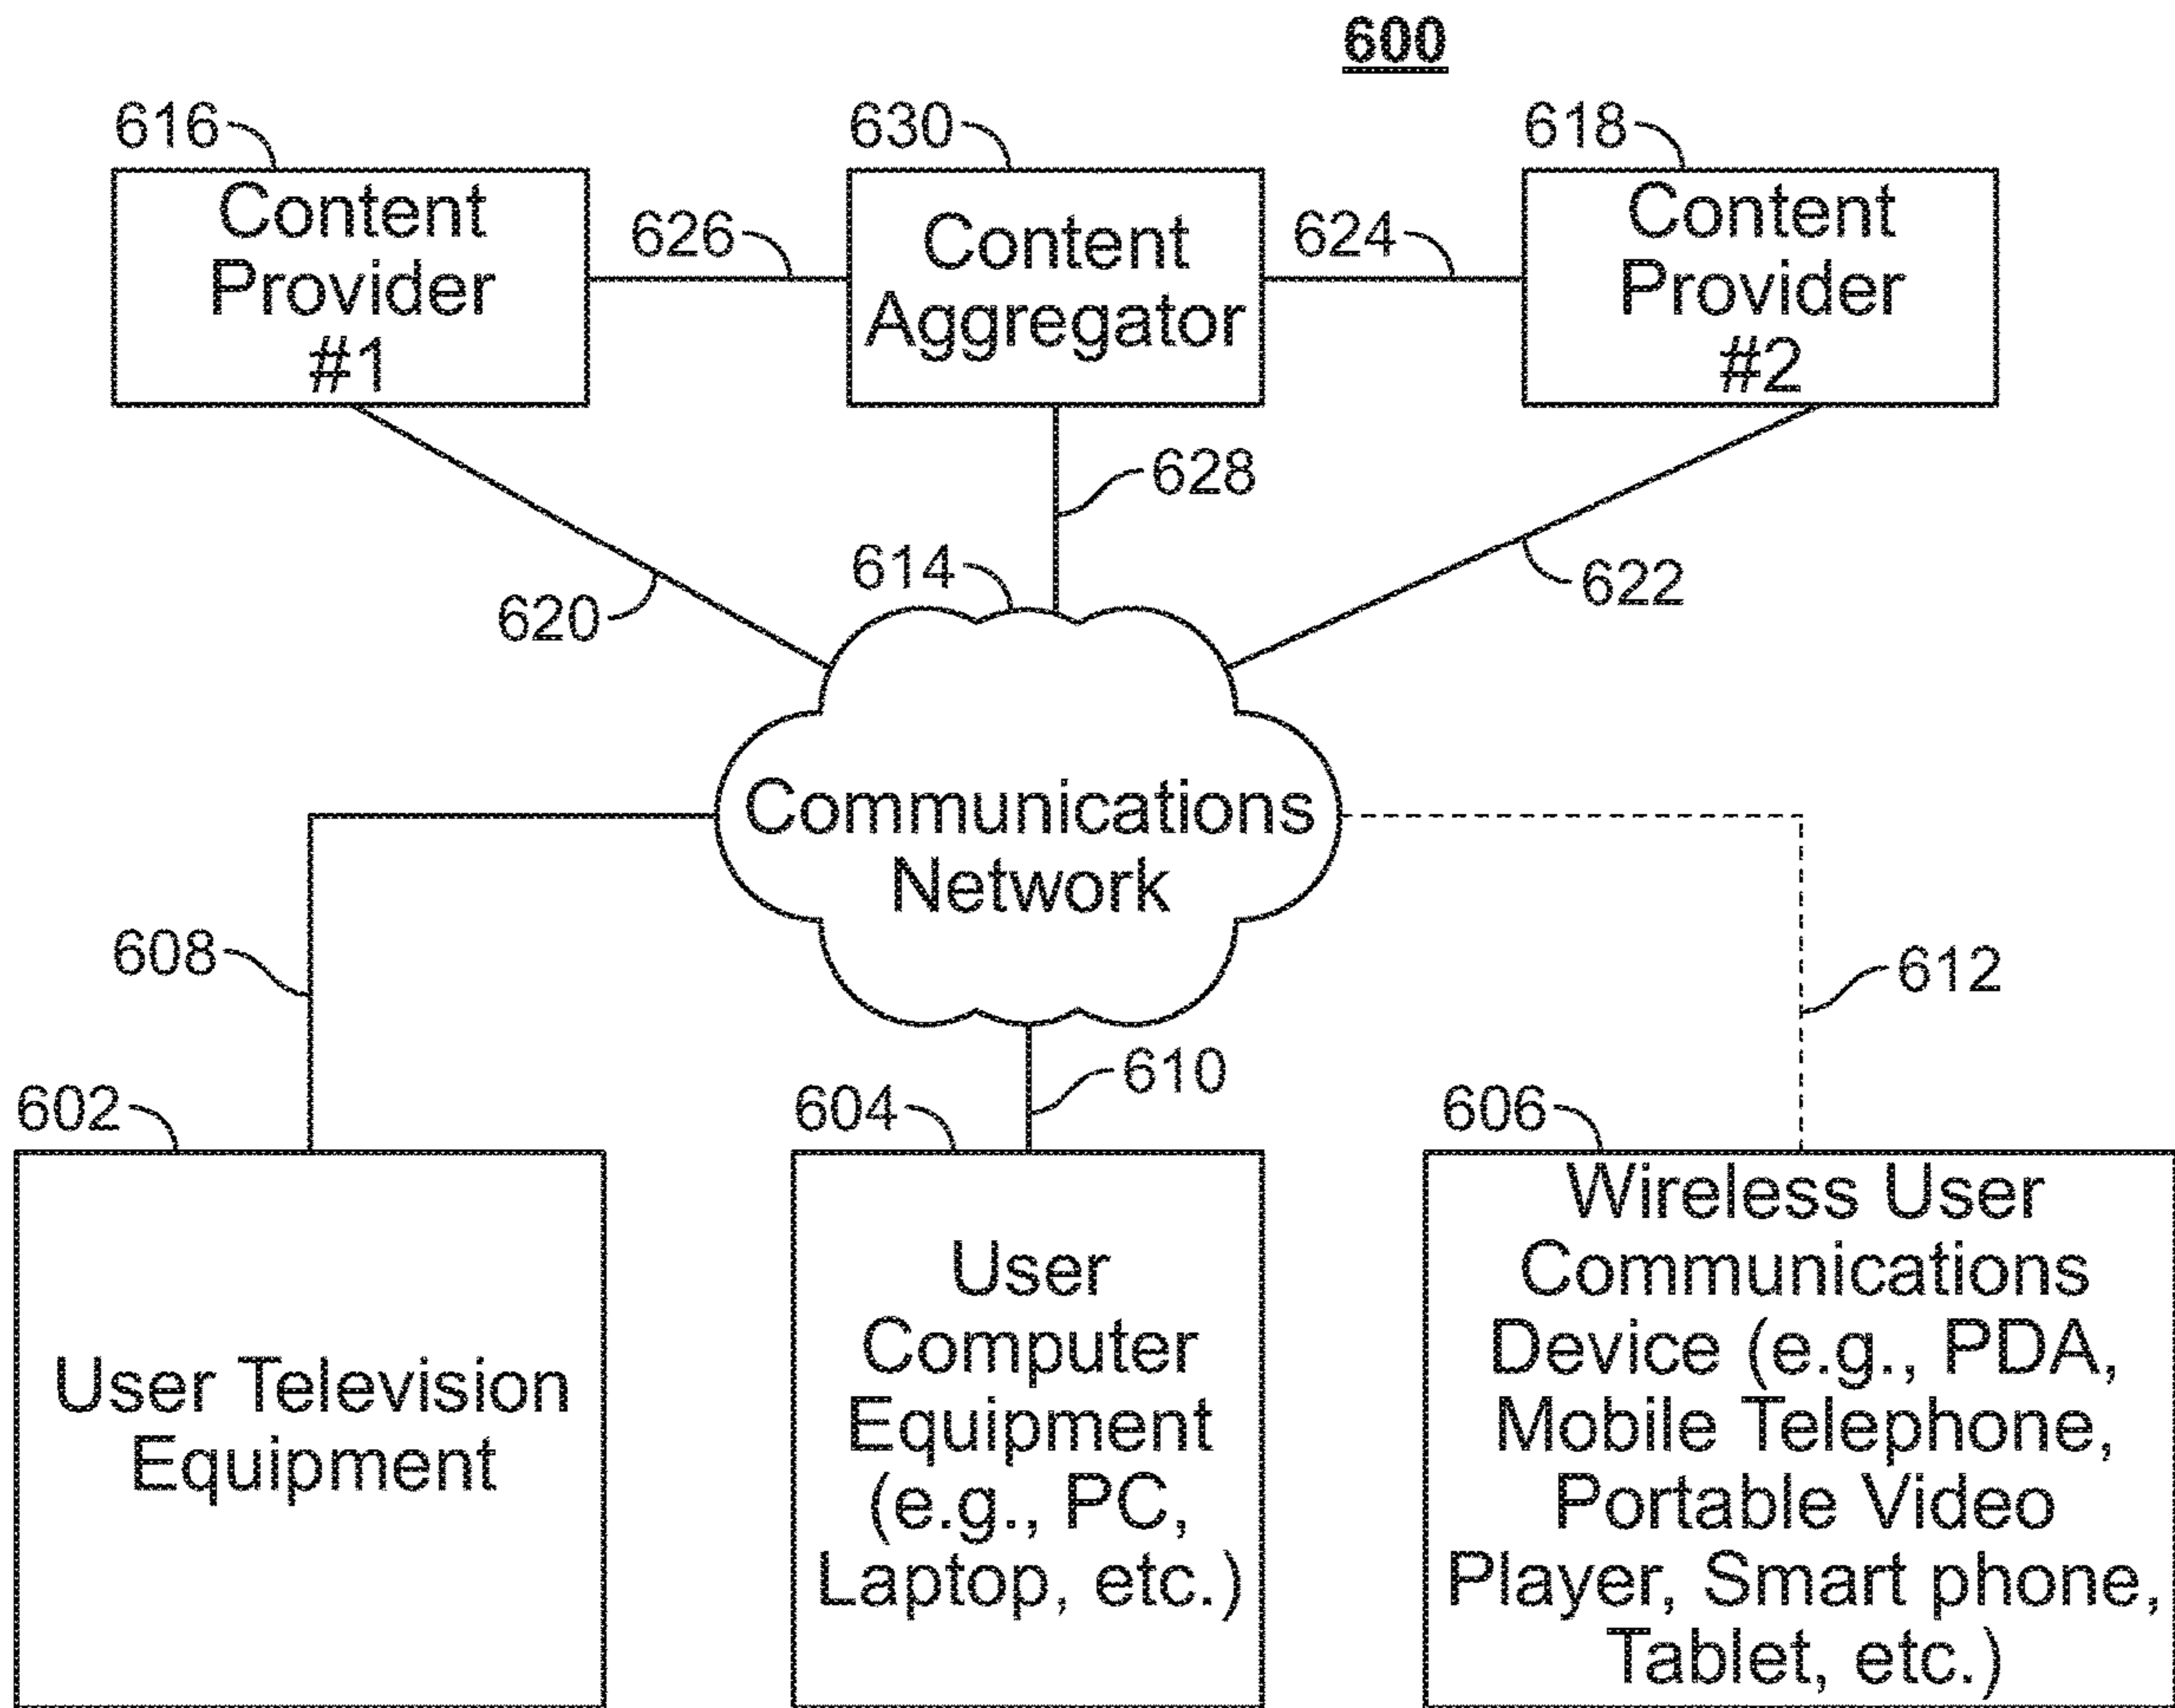 600
616
630
618
Content
Provider
#1
626
Content
Aggregator
624
Content
Provider
#2
628
614
620
622
Communications
Network
608
612
610
602
604
606
User Television
Equipment
User
Computer
Equipment
(e.g., PC,
Laptop, etc.)
Wireless User
Communications
Device (e.g., PDA,
Mobile Telephone,
Portable Video
Player, Smart phone,
Tablet, etc.)